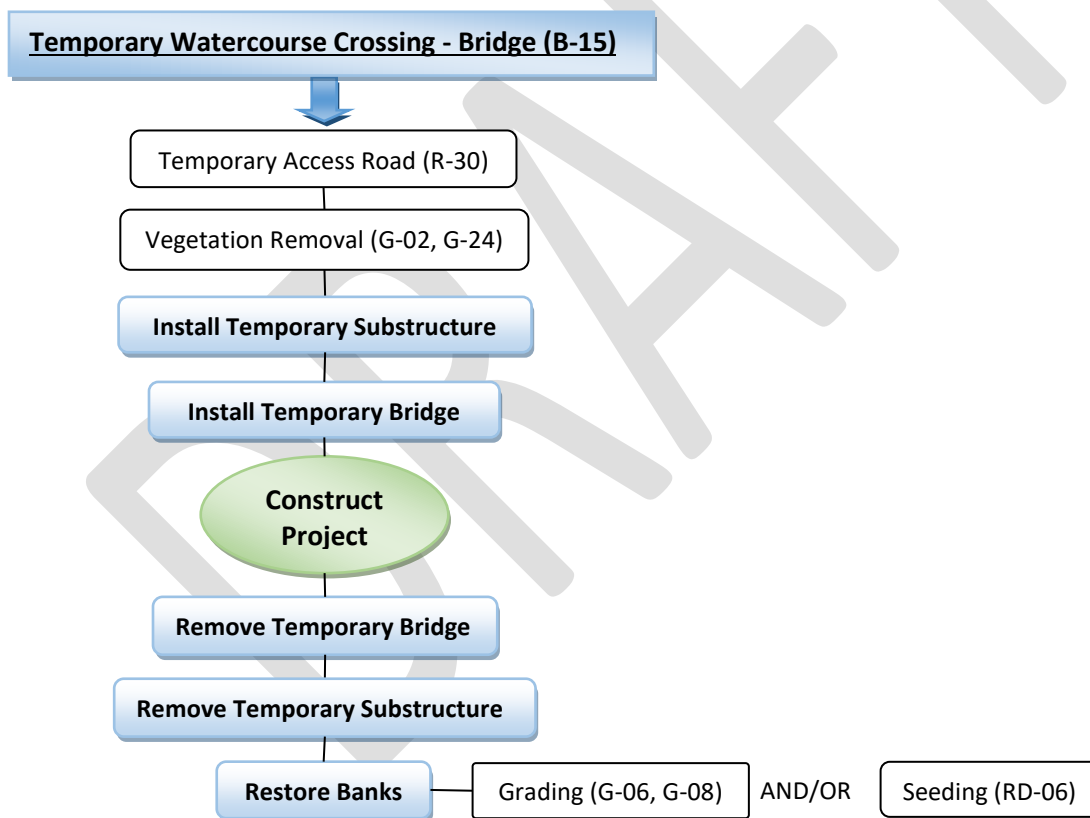 Temporary Watercourse Crossing - Bridge (B-15)
Temporary Access Road (R-30)
Vegetation Removal (G-02, G-24)
Install Temporary Substructure
Install Temporary Bridge
Construct
Project
Remove Temporary Bridge
Remove Temporary Substructure
Restore Banks Grading (G-06, G-08) AND/OR Seeding (RD-06)
DRAFT